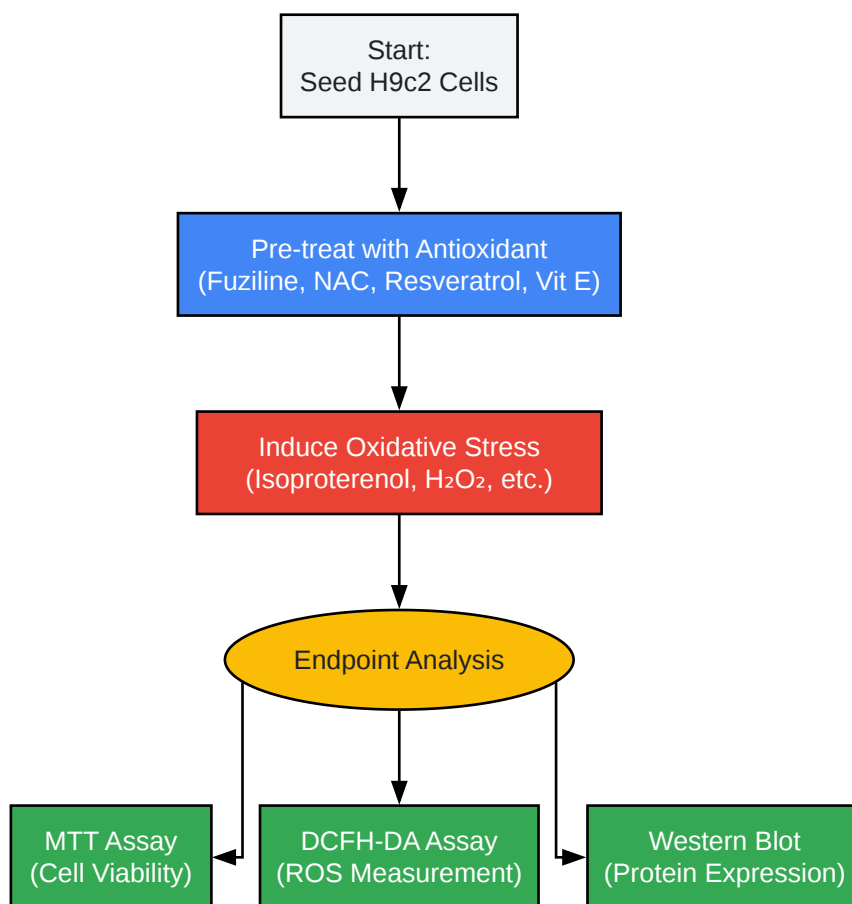 Start:
Seed H9c2 Cells
Pre-treat with Antioxidant
(Fuziline, NAC, Resveratrol, Vit E)
Induce Oxidative Stress
(Isoproterenol, H₂O₂, etc.)
Endpoint Analysis
MTT Assay
(Cell Viability)
DCFH-DA Assay
(ROS Measurement)
Western Blot
(Protein Expression)